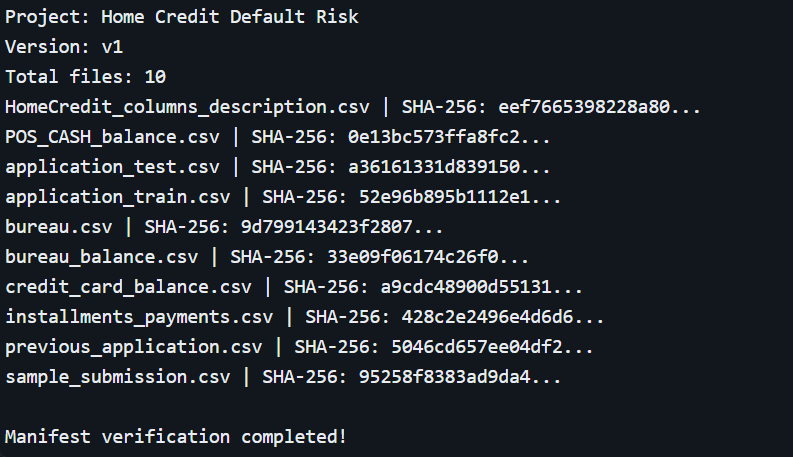 Project: Home Credit Default Risk
Version: v1
Total files: 10
HomeCredit_columns_description.csv | SHA-256: eef7665398228a80...
POS_CASH_balance.csv | SHA-256: 0e13bc573ffa8fc2...
application_test.csv | SHA-256: a36161331d839150...
application_train.csv | SHA-256: 52e96b895b1112e1...
bureau.csv | SHA-256: 9d799143423f2807...
bureau_balance.csv | SHA-256: 33e09f06174c26f0...
credit_card_balance.csv | SHA-256: a9cdc48900d55131...
installments_payments.csv | SHA-256: 428c2e2496e4d6d6...
previous_application.csv | SHA-256: 5046cd657ee04df2...
sample_submission.csv | SHA-256: 95258f8383ad9da4...
Manifest verification completed!